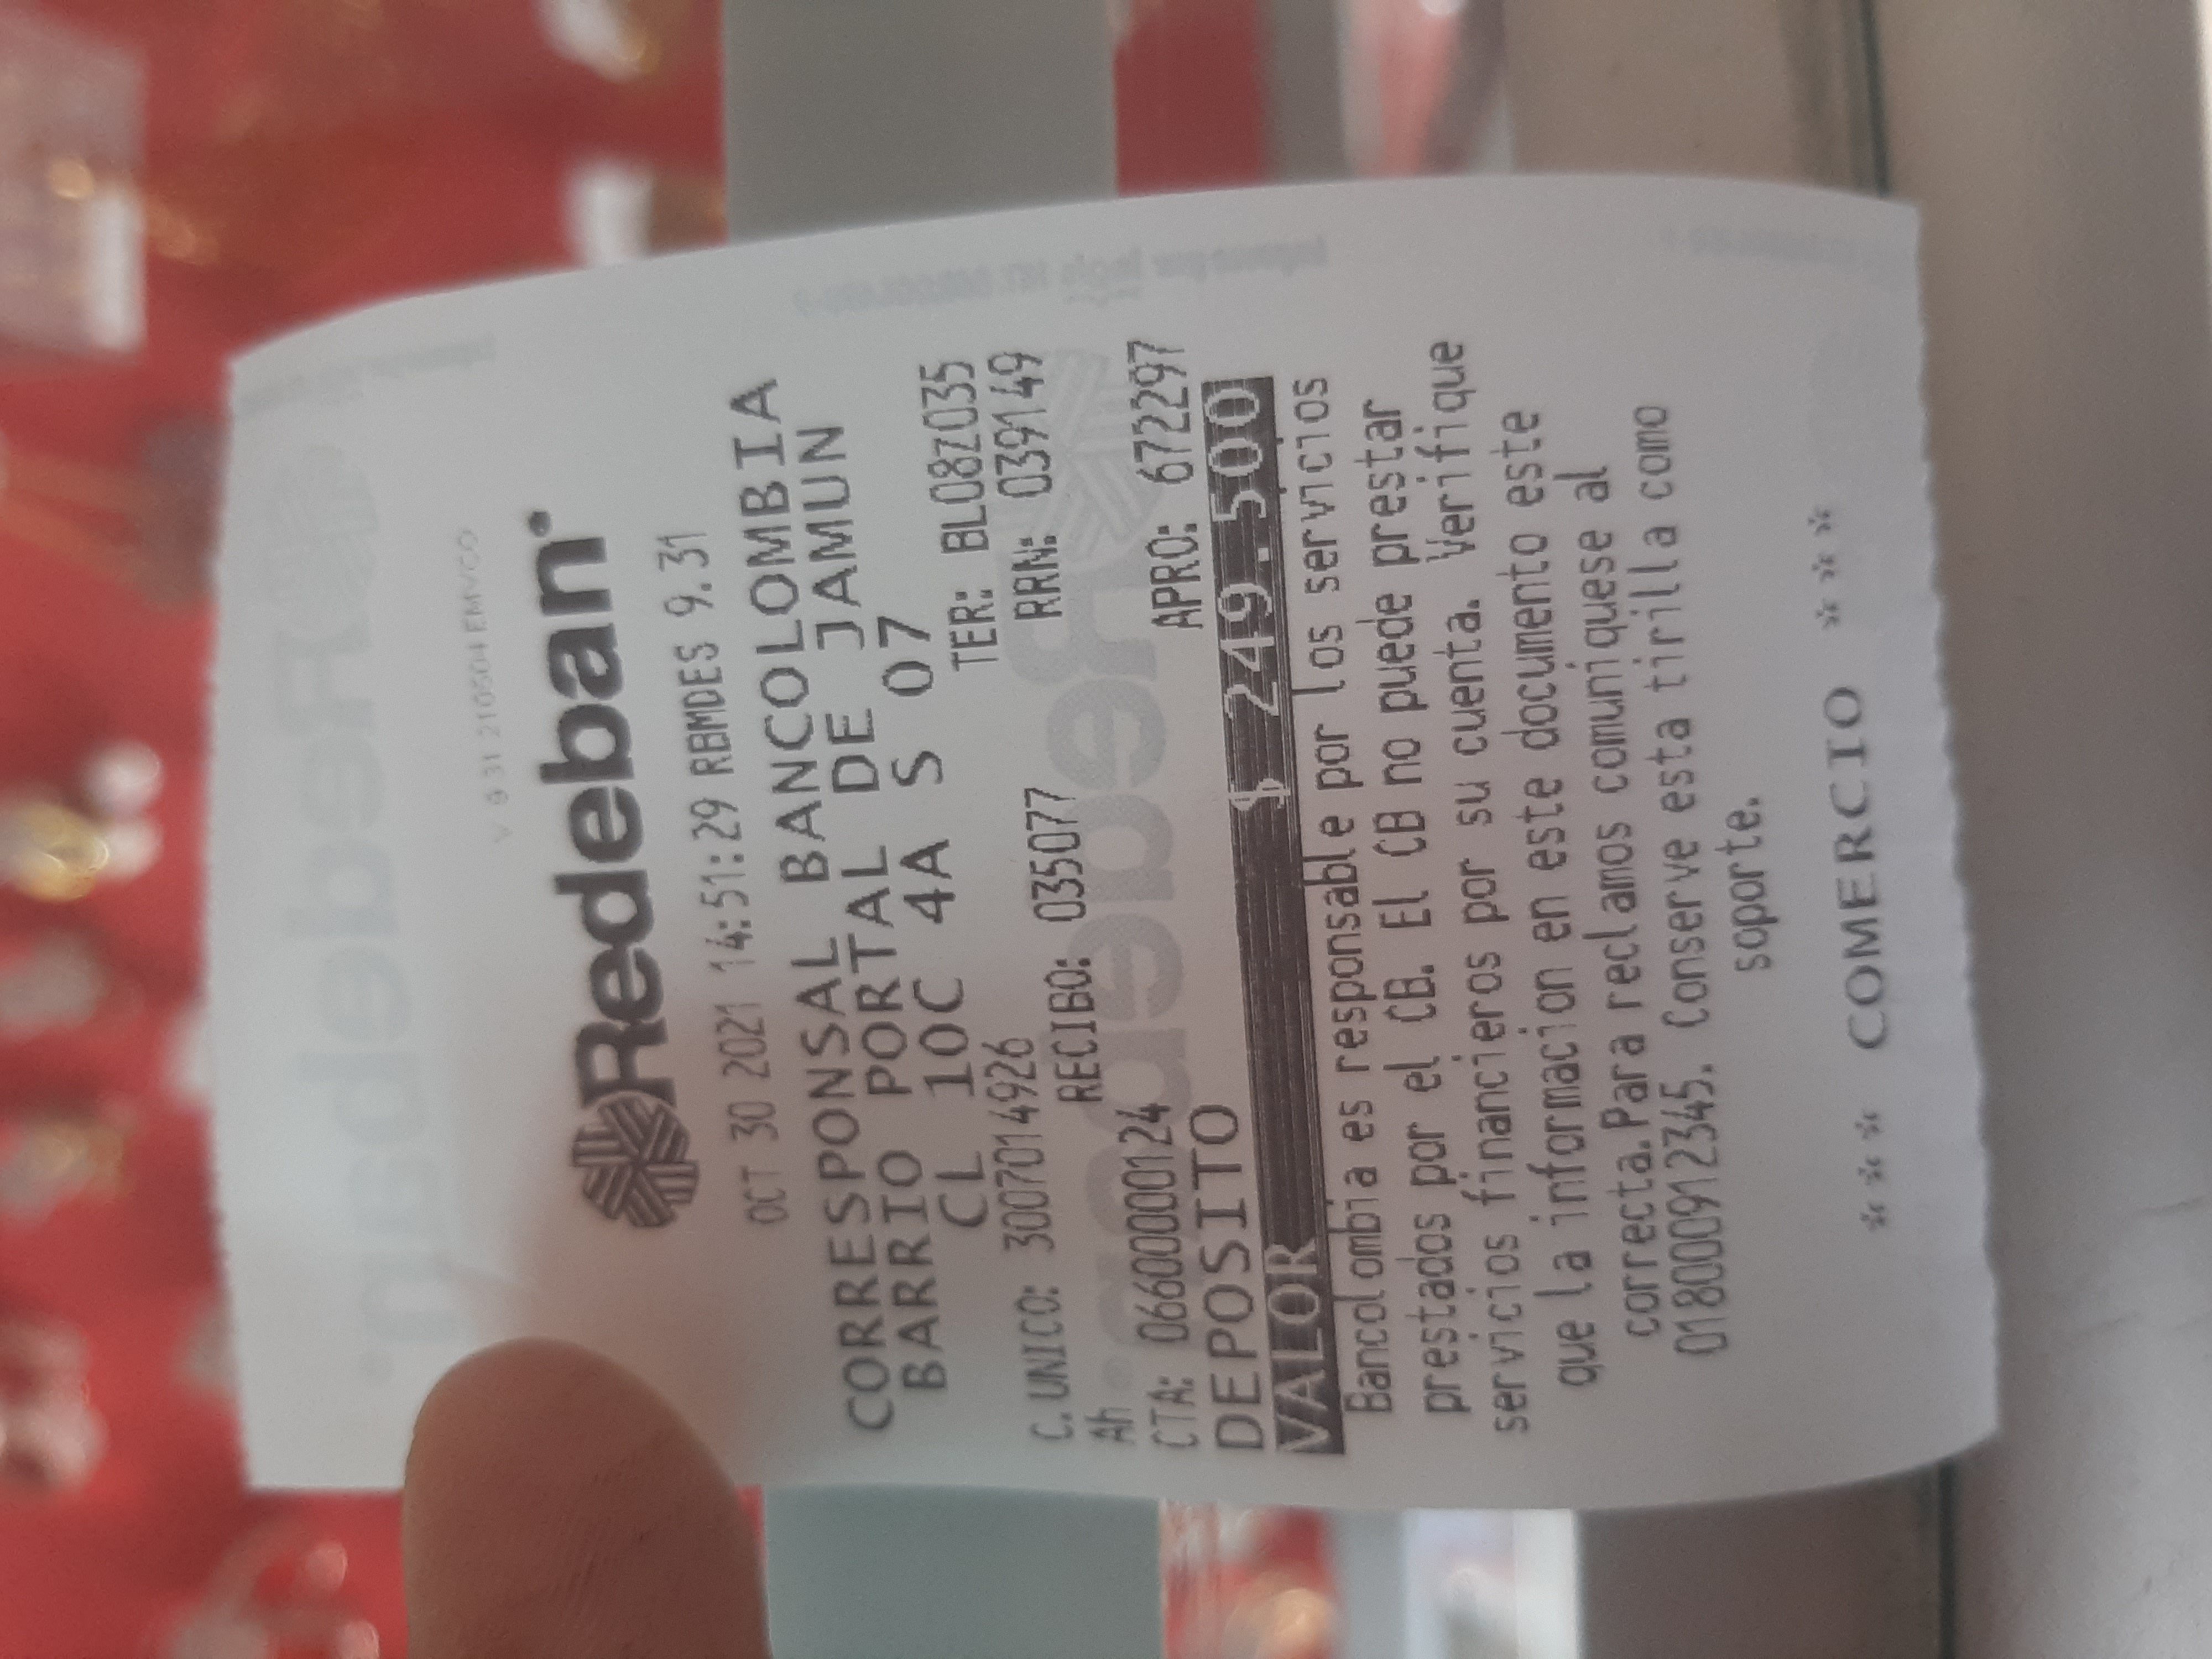 V 9 31 210504 EMVCO
Redeban
OCT 30 2021 14:51:29 RBMDES 9.31
CORRESPONSAL BANCOLOMBIA
BARRIO PORTAL DE JAMUN
CL 10C 4A S 07
C. UNICO: 3007014926 TER: BL08Z035
RECIBO: 035077 RRN: 039149
Ah
CTA: 06600000124 APRO: 672297
DEPOSITO
VALOR $ 249.500
Bancolombia es responsable por los servicios
prestados por el CB. El CB no puede prestar
servicios financieros por su cuenta. Verifique
que la informacion en este documento este
correcta.Para reclamos comuniquese al
018000912345. Conserve esta tirilla como
soporte.
*** COMERCIO ***